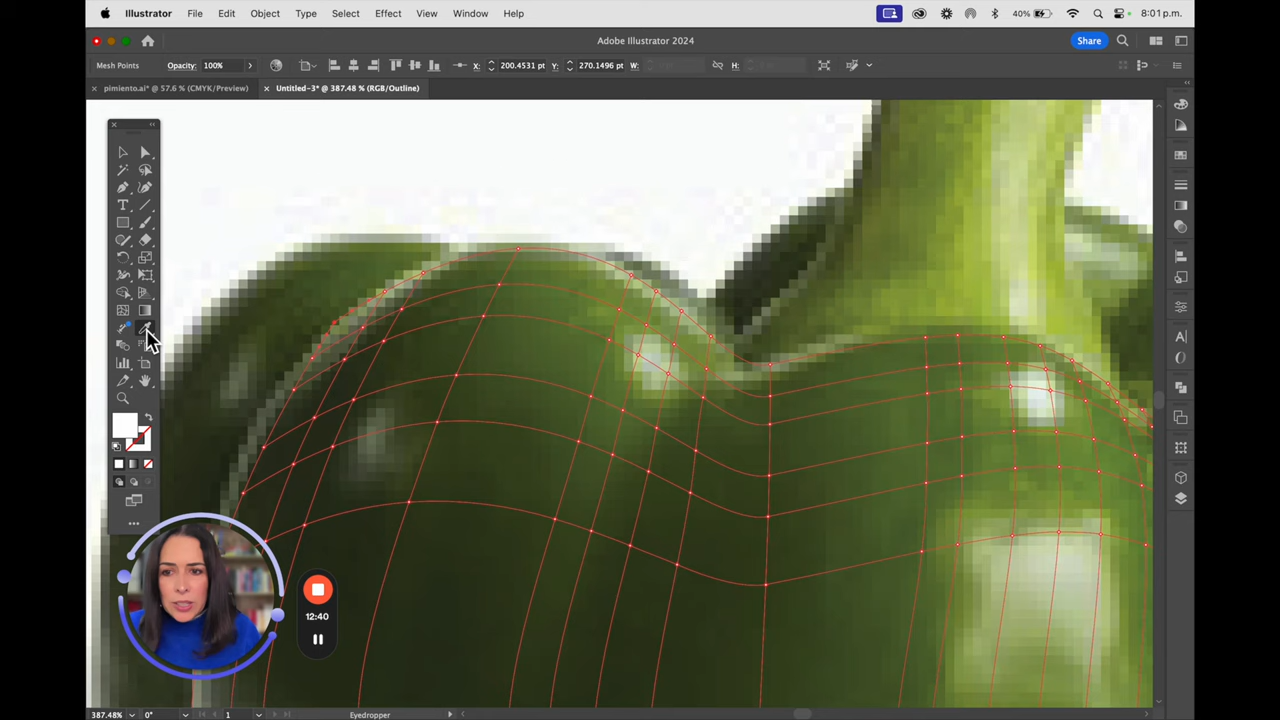 Illustrator File Edit Object Type Select Effect View Window Help 40% 8:01 p.m.
Adobe Illustrator 2024 Share
Mesh Points Opacity: 100% X: 200.4531 pt Y: 270.1496 pt W: H:
× pimiento.ai* @ 57.6 % (CMYK/Preview) × Untitled-3* @ 387.48 % (RGB/Outline)
12:40
387.48% 0° 1 Eyedropper